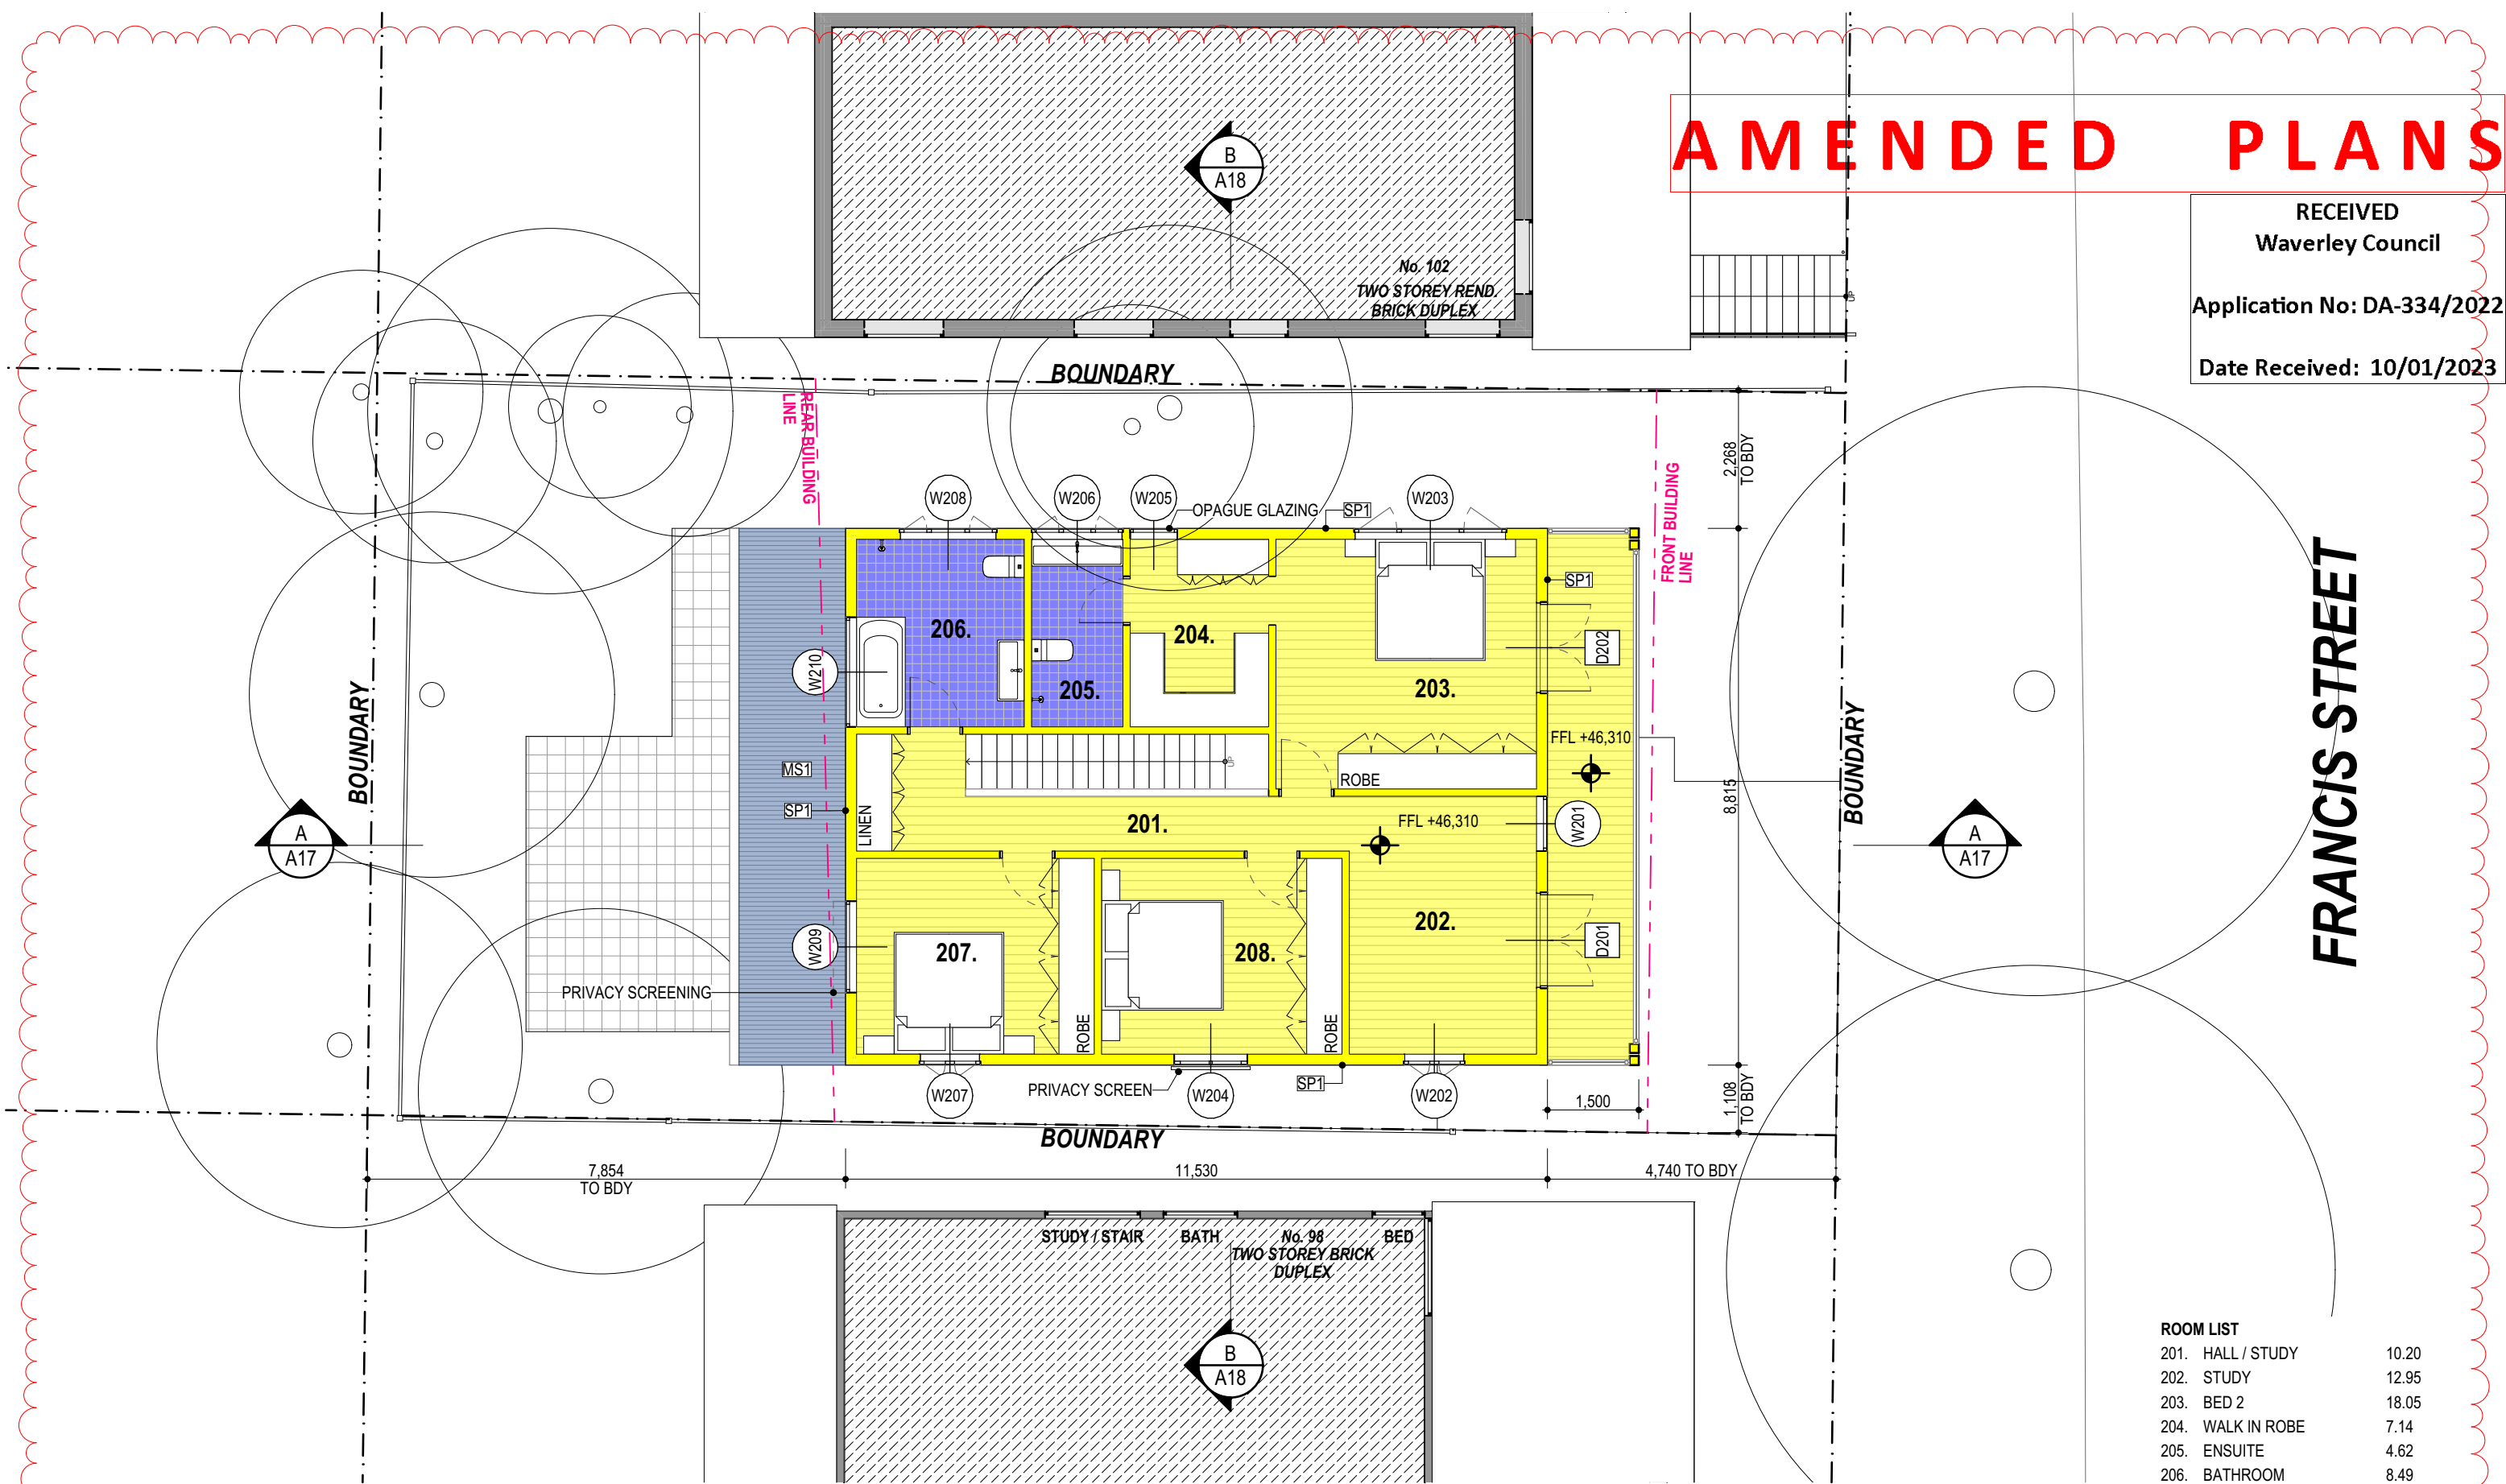 AMENDED PLANS
RECEIVED
Waverley Council
Application No: DA-334/2022
Date Received: 10/01/2023
B
A18
No. 102
TWO STOREY REND.
BRICK DUPLEX
UP
BOUNDARY
REAR BUILDING
LINE
FRONT BUILDING
LINE
2,268
TO BDY
W208
W206
W205
OPAGUE GLAZING
SP1
W203
SP1
206.
204.
205.
203.
W210
D202
BOUNDARY
MS1
SP1
LINEN
UP
ROBE
FFL +46,310
8,815
BOUNDARY
FRANCIS STREET
201.
FFL +46,310
W201
A
A17
A
A17
W209
207.
208.
202.
D201
PRIVACY SCREENING
ROBE
ROBE
W207
PRIVACY SCREEN
W204
SP1
W202
1,500
1,108
TO BDY
BOUNDARY
7,854
TO BDY
11,530
4,740 TO BDY
STUDY / STAIR
BATH
No. 98
TWO STOREY BRICK
DUPLEX
BED
B
A18
ROOM LIST
201. HALL / STUDY 10.20
202. STUDY 12.95
203. BED 2 18.05
204. WALK IN ROBE 7.14
205. ENSUITE 4.62
206. BATHROOM 8.49